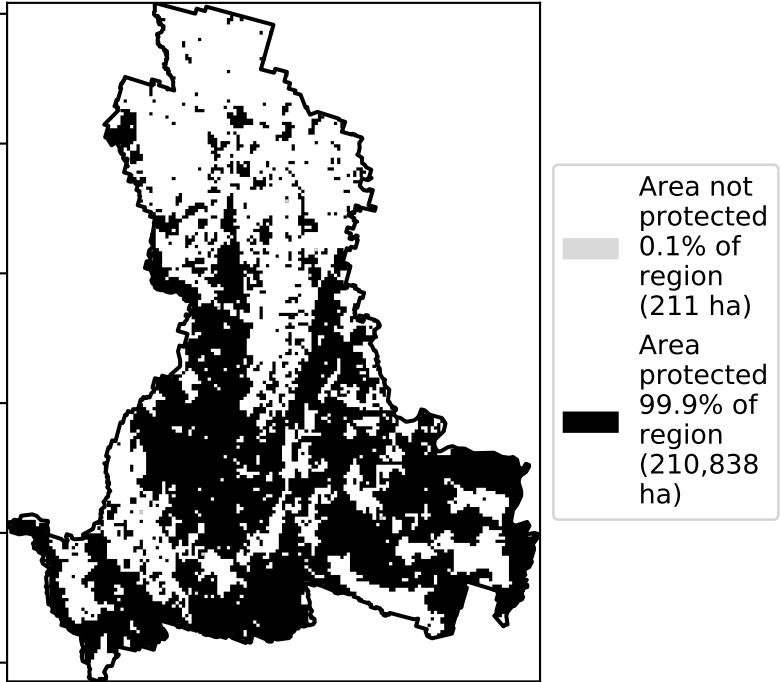 Area not
protected
0.1% of
region
(211 ha)
Area
protected
99.9% of
region
(210,838
ha)